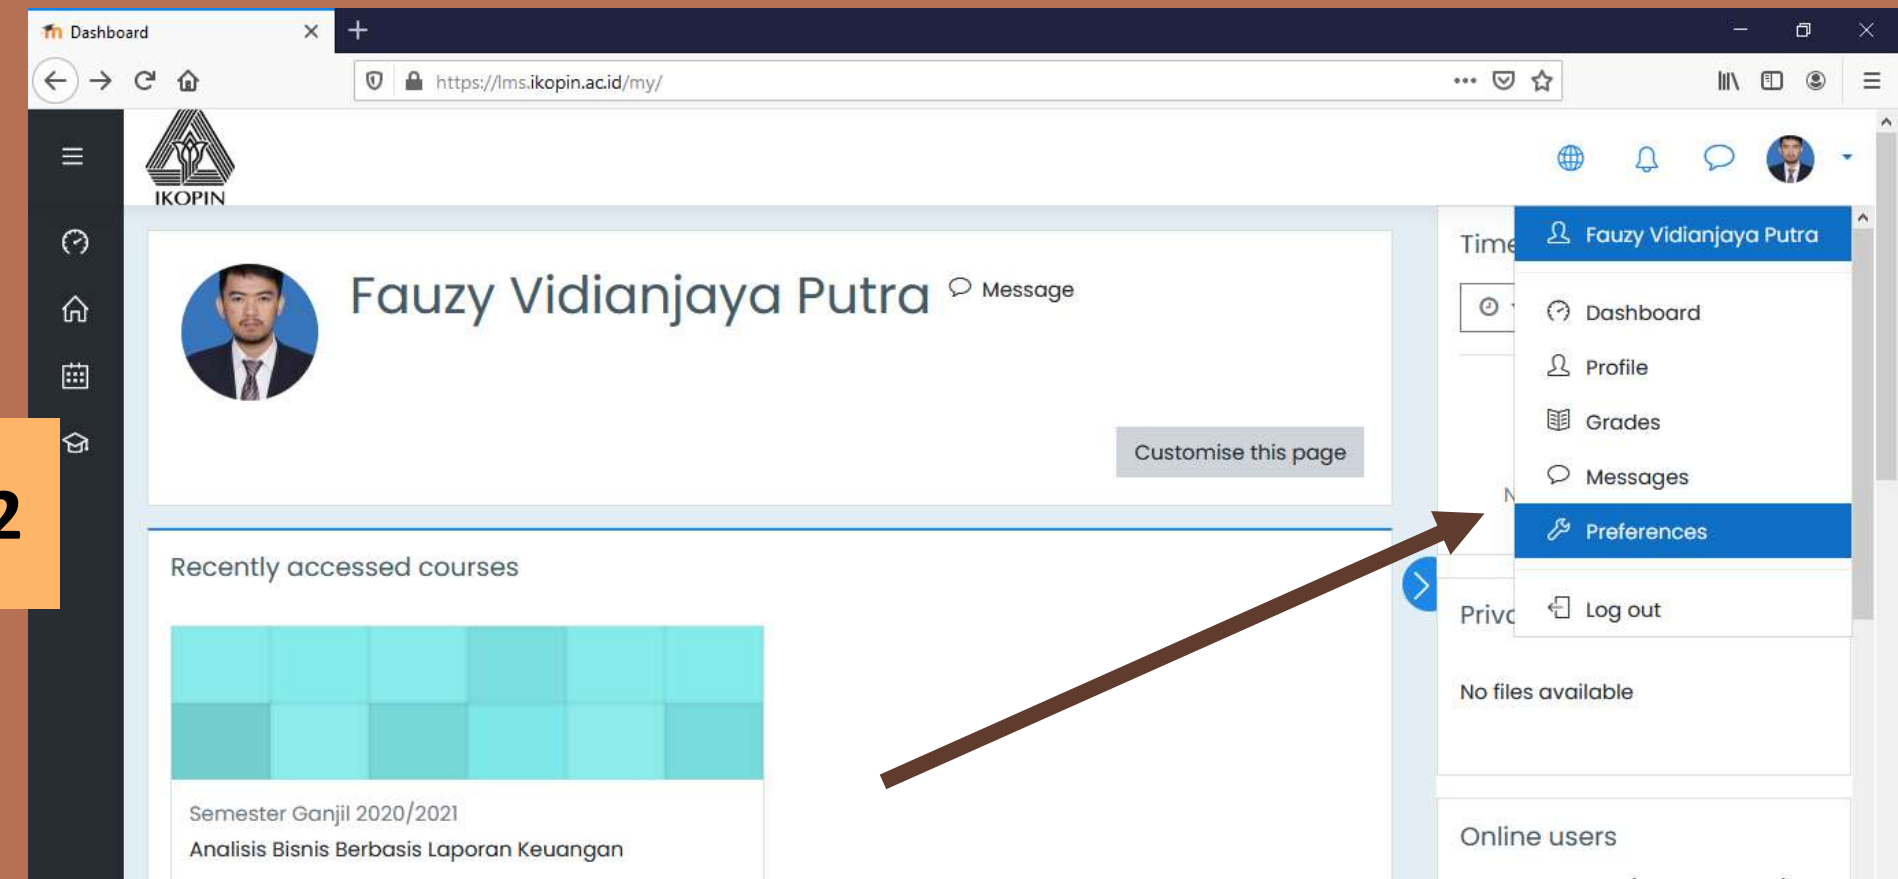 Dashboard
https://lms.ikopin.ac.id/my/
IKOPIN
Fauzy Vidianjaya Putra
Message
Customise this page
Recently accessed courses
Semester Ganjil 2020/2021
Analisis Bisnis Berbasis Laporan Keuangan
Time
Fauzy Vidianjaya Putra
Dashboard
Profile
Grades
Messages
N
Preferences
Log out
Priva
No files available
Online users
2